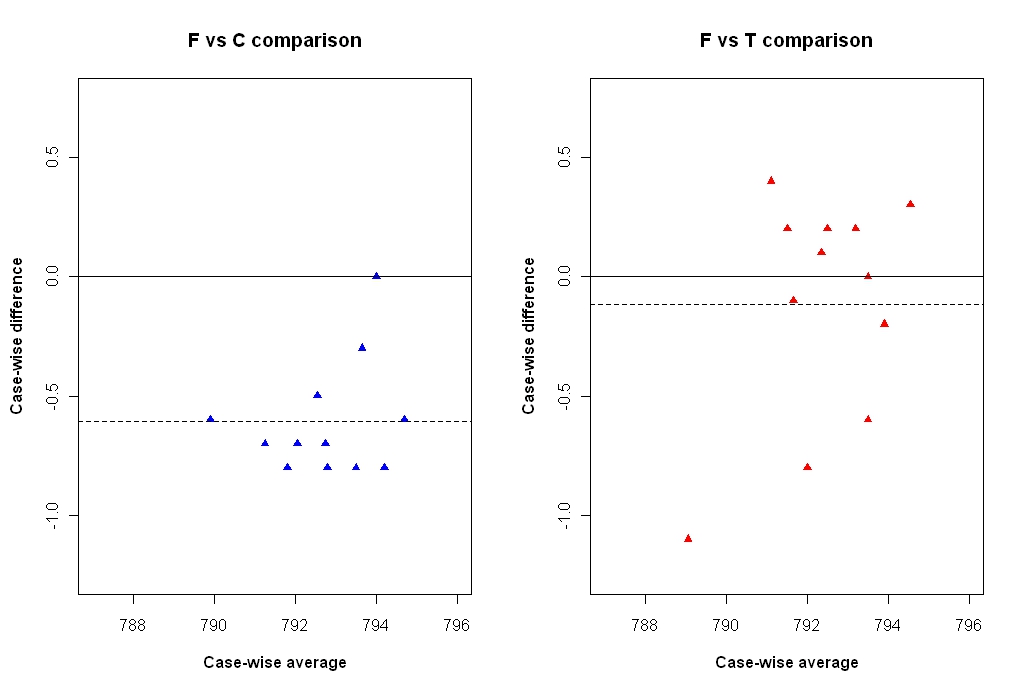 F vs C comparison
Case-wise difference
0.5
0.0
-0.5
-1.0
788 790 792 794 796
Case-wise average
F vs T comparison
Case-wise difference
0.5
0.0
-0.5
-1.0
788 790 792 794 796
Case-wise average